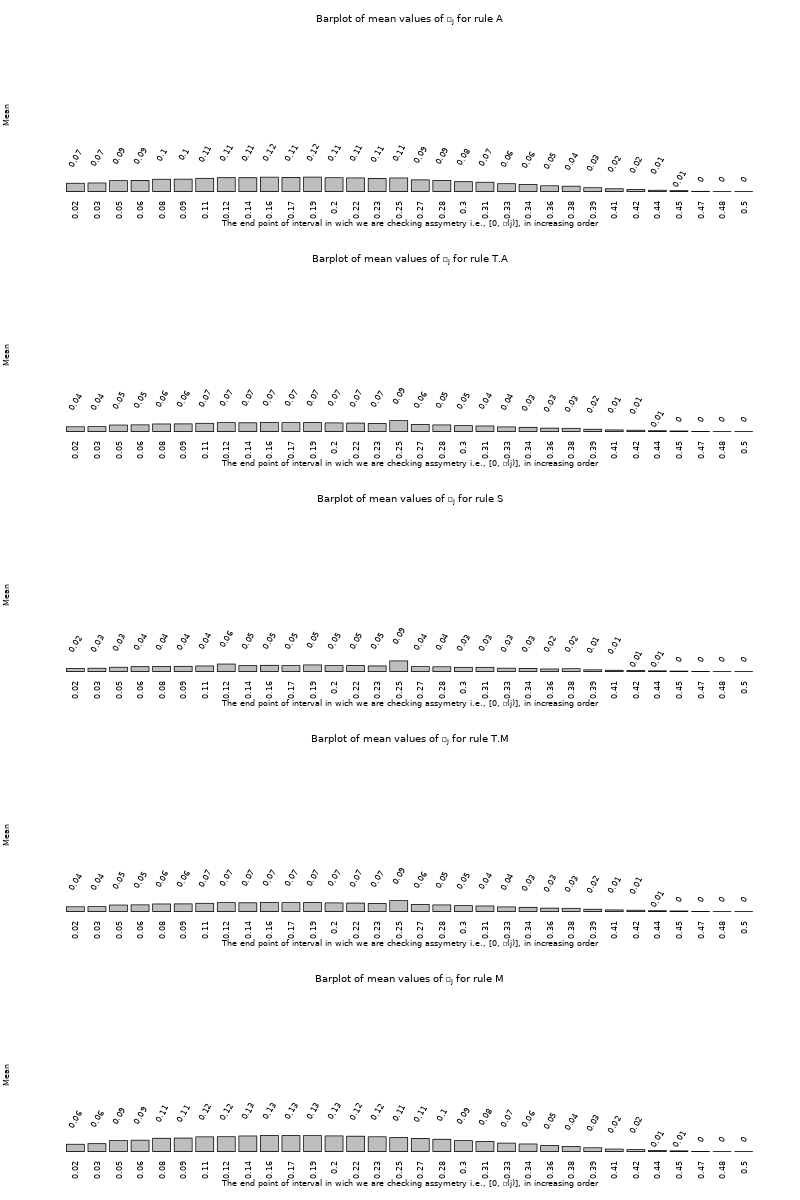 Barplot of mean values of □j for rule A
Mean
0.07 0.07 0.09 0.09 0.1 0.1 0.11 0.11 0.11 0.12 0.11 0.12 0.11 0.11 0.11 0.11 0.09 0.09 0.08 0.07 0.06 0.06 0.05 0.04 0.03 0.02 0.02 0.01 0.01 0 0 0
0.02 0.03 0.05 0.06 0.08 0.09 0.11 0.12 0.14 0.16 0.17 0.19 0.2 0.22 0.23 0.25 0.27 0.28 0.3 0.31 0.33 0.34 0.36 0.38 0.39 0.41 0.42 0.44 0.45 0.47 0.48 0.5
The end point of interval in wich we are checking assymetry i.e., [0, □(j)], in increasing order
Barplot of mean values of □j for rule T.A
Mean
0.04 0.04 0.05 0.05 0.06 0.06 0.07 0.07 0.07 0.07 0.07 0.07 0.07 0.07 0.07 0.09 0.06 0.05 0.05 0.04 0.04 0.03 0.03 0.03 0.02 0.01 0.01 0.01 0 0 0 0
0.02 0.03 0.05 0.06 0.08 0.09 0.11 0.12 0.14 0.16 0.17 0.19 0.2 0.22 0.23 0.25 0.27 0.28 0.3 0.31 0.33 0.34 0.36 0.38 0.39 0.41 0.42 0.44 0.45 0.47 0.48 0.5
The end point of interval in wich we are checking assymetry i.e., [0, □(j)], in increasing order
Barplot of mean values of □j for rule S
Mean
0.02 0.03 0.03 0.04 0.04 0.04 0.04 0.06 0.05 0.05 0.05 0.05 0.05 0.05 0.05 0.09 0.04 0.04 0.03 0.03 0.03 0.03 0.02 0.02 0.01 0.01 0.01 0.01 0 0 0 0
0.02 0.03 0.05 0.06 0.08 0.09 0.11 0.12 0.14 0.16 0.17 0.19 0.2 0.22 0.23 0.25 0.27 0.28 0.3 0.31 0.33 0.34 0.36 0.38 0.39 0.41 0.42 0.44 0.45 0.47 0.48 0.5
The end point of interval in wich we are checking assymetry i.e., [0, □(j)], in increasing order
Barplot of mean values of □j for rule T.M
Mean
0.04 0.04 0.05 0.05 0.06 0.06 0.07 0.07 0.07 0.07 0.07 0.07 0.07 0.07 0.07 0.09 0.06 0.05 0.05 0.04 0.04 0.03 0.03 0.03 0.02 0.01 0.01 0.01 0 0 0 0
0.02 0.03 0.05 0.06 0.08 0.09 0.11 0.12 0.14 0.16 0.17 0.19 0.2 0.22 0.23 0.25 0.27 0.28 0.3 0.31 0.33 0.34 0.36 0.38 0.39 0.41 0.42 0.44 0.45 0.47 0.48 0.5
The end point of interval in wich we are checking assymetry i.e., [0, □(j)], in increasing order
Barplot of mean values of □j for rule M
Mean
0.06 0.06 0.09 0.09 0.11 0.11 0.12 0.12 0.13 0.13 0.13 0.13 0.13 0.12 0.12 0.11 0.11 0.1 0.09 0.08 0.07 0.06 0.05 0.04 0.03 0.02 0.02 0.01 0.01 0 0 0
0.02 0.03 0.05 0.06 0.08 0.09 0.11 0.12 0.14 0.16 0.17 0.19 0.2 0.22 0.23 0.25 0.27 0.28 0.3 0.31 0.33 0.34 0.36 0.38 0.39 0.41 0.42 0.44 0.45 0.47 0.48 0.5
The end point of interval in wich we are checking assymetry i.e., [0, □(j)], in increasing order